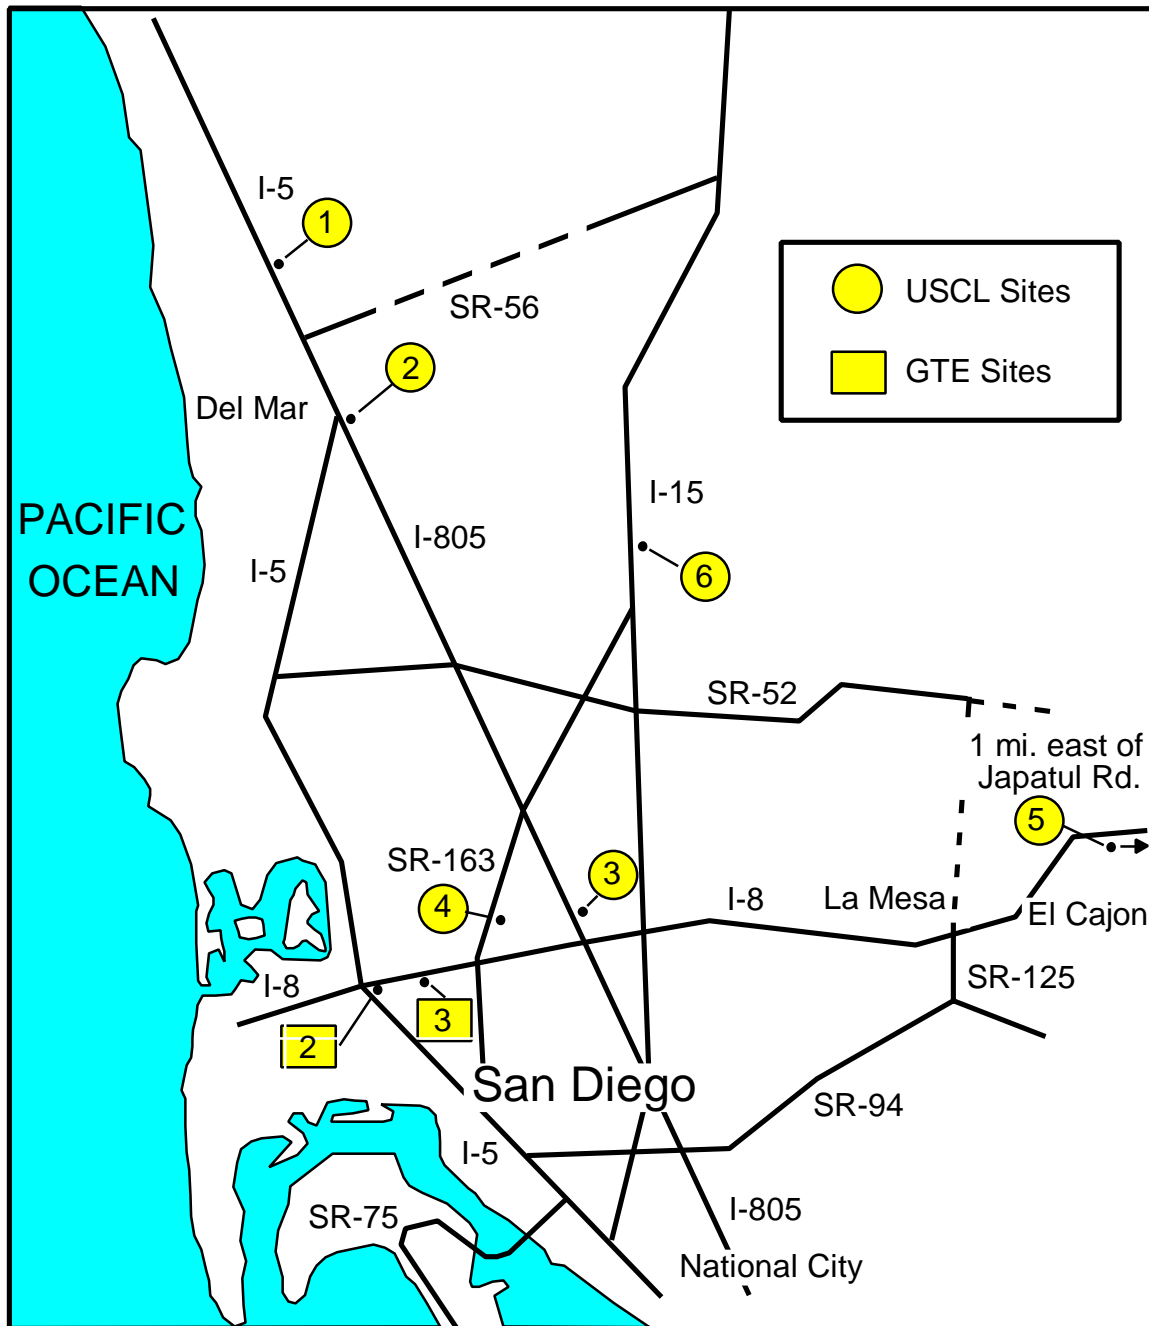 I-5
1
SR-56
USCL Sites
GTE Sites
2
Del Mar
I-15
PACIFIC
OCEAN
I-805
I-5
6
SR-52
1 mi. east of
Japatul Rd.
5
SR-163
3
4
I-8
La Mesa
El Cajon
I-8
SR-125
3
2
San Diego
SR-94
I-5
SR-75
I-805
National City